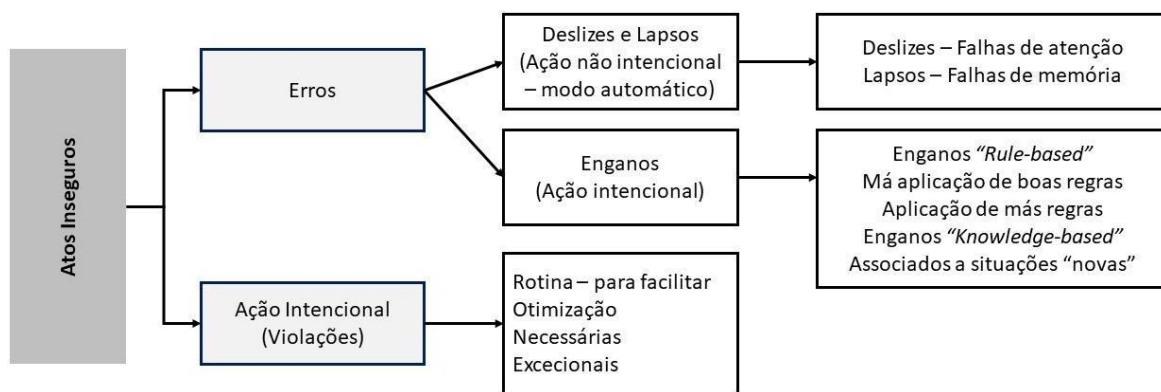 Atos Inseguros
Erros
Deslizes e Lapsos
(Ação não intencional
– modo automático)
Deslizes – Falhas de atenção
Lapsos – Falhas de memória
Enganos
(Ação intencional)
Enganos “Rule-based”
Má aplicação de boas regras
Aplicação de más regras
Enganos “Knowledge-based”
Associados a situações “novas”
Ação Intencional
(Violações)
Rotina – para facilitar
Otimização
Necessárias
Excecionais